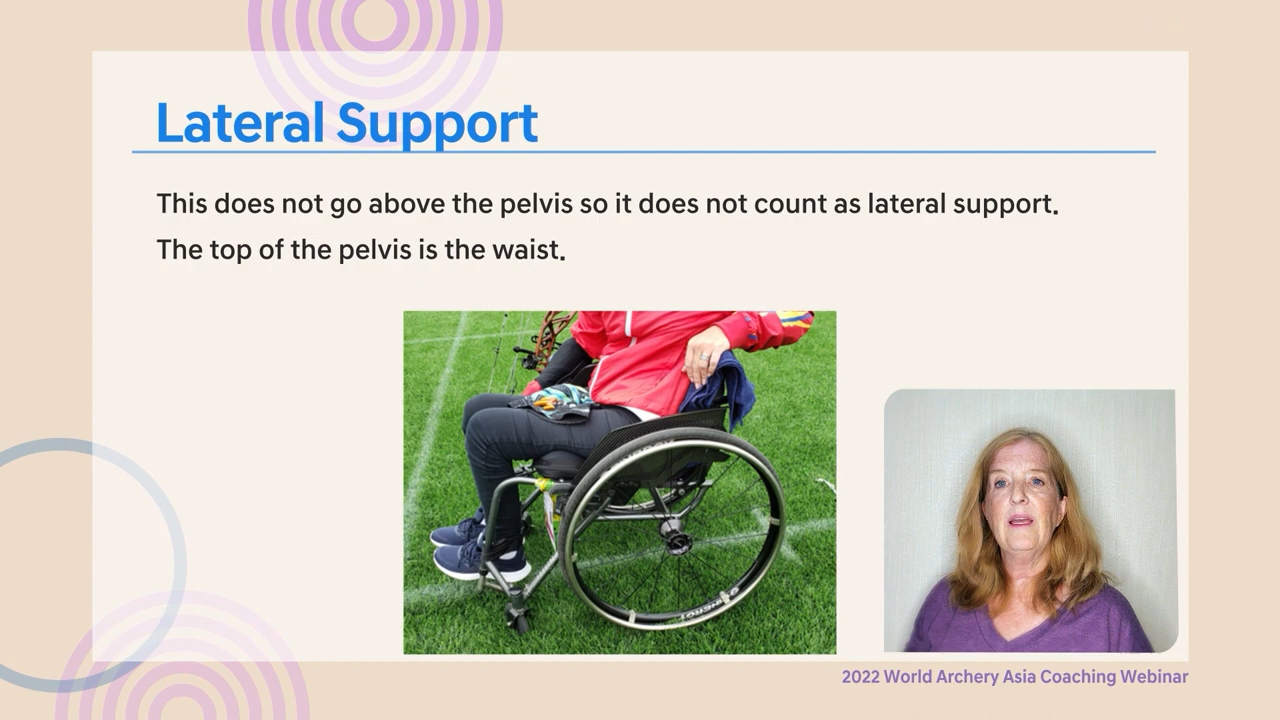 Lateral Support
This does not go above the pelvis so it does not count as lateral support.
The top of the pelvis is the waist.
2022 World Archery Asia Coaching Webinar